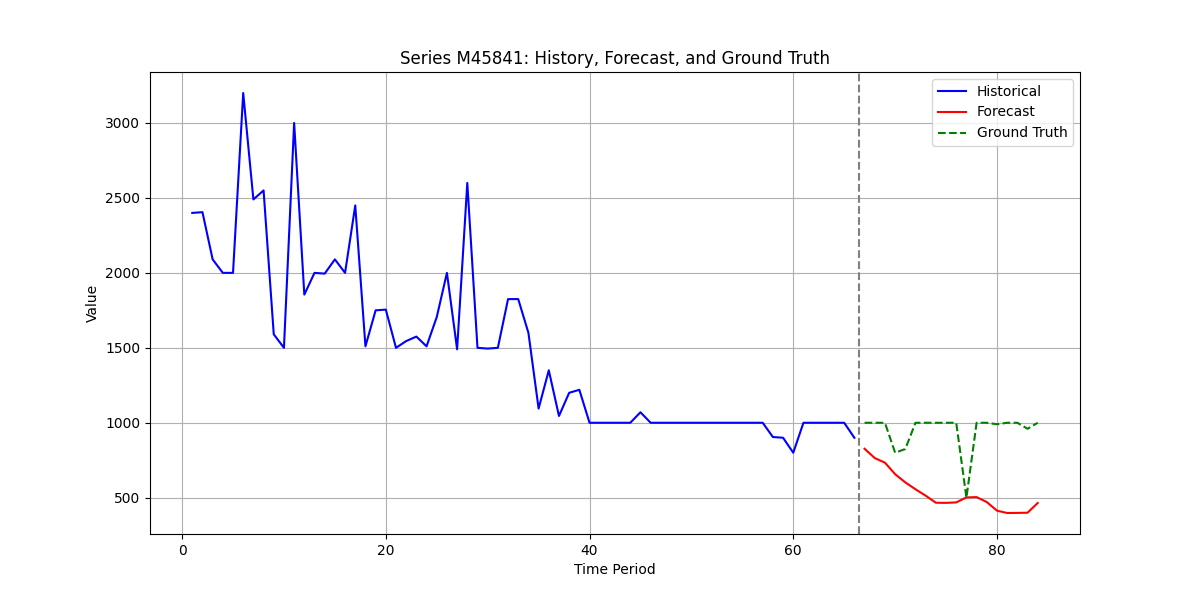 Series M45841: History, Forecast, and Ground Truth
Historical
Forecast
Ground Truth
Value
3000
2500
2000
1500
1000
500
0
20
40
60
80
Time Period